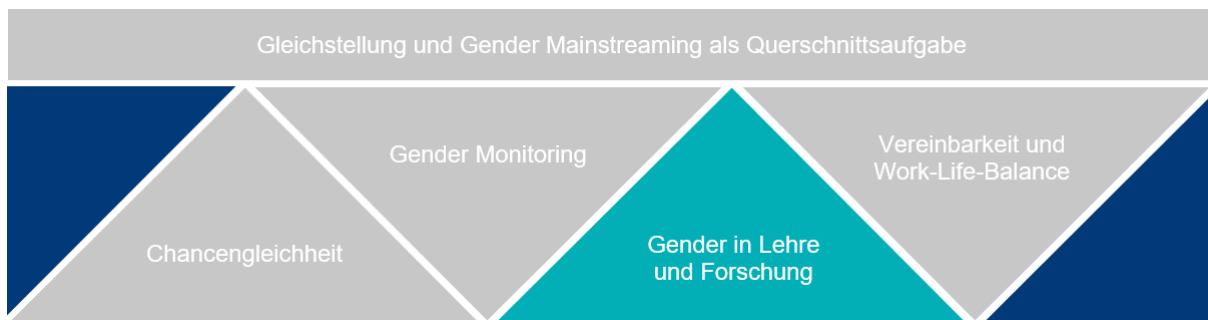 Gleichstellung und Gender Mainstreaming als Querschnittsaufgabe
Gender Monitoring
Vereinbarkeit und
Work-Life-Balance
Chancengleichheit
Gender in Lehre
und Forschung